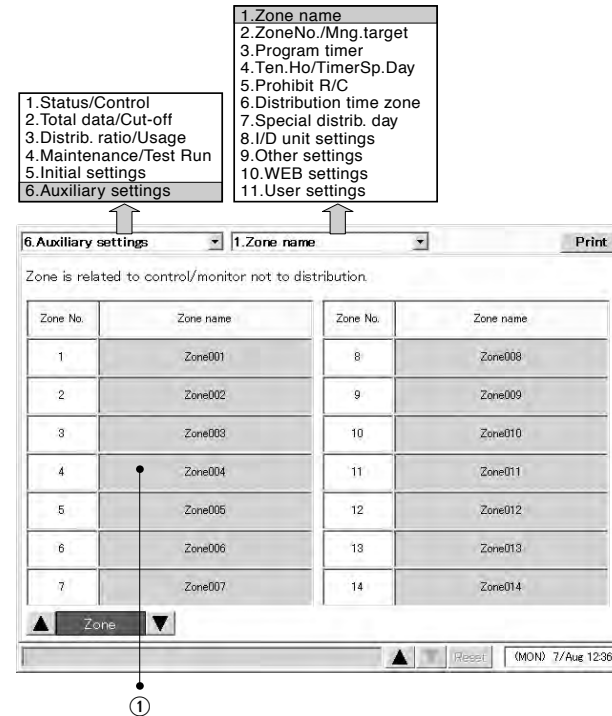 1.Zone name
2.ZoneNo./Mng.target
3.Program timer
4.Ten.Ho/TimerSp.Day
5.Prohibit R/C
6.Distribution time zone
7.Special distrib. day
8.I/D unit settings
9.Other settings
10.WEB settings
11.User settings
1.Status/Control
2.Total data/Cut-off
3.Distrib. ratio/Usage
4.Maintenance/Test Run
5.Initial settings
6.Auxiliary settings
6.Auxiliary settings 1.Zone name Print
Zone is related to control/monitor not to distribution.
Zone No. Zone name Zone No. Zone name
1 Zone001 8 Zone008
2 Zone002 9 Zone009
3 Zone003 10 Zone010
4 Zone004 11 Zone011
5 Zone005 12 Zone012
6 Zone006 13 Zone013
7 Zone007 14 Zone014
▲ Zone ▼
▲ ▼ Reset (MON) 7/Aug 12:36
①